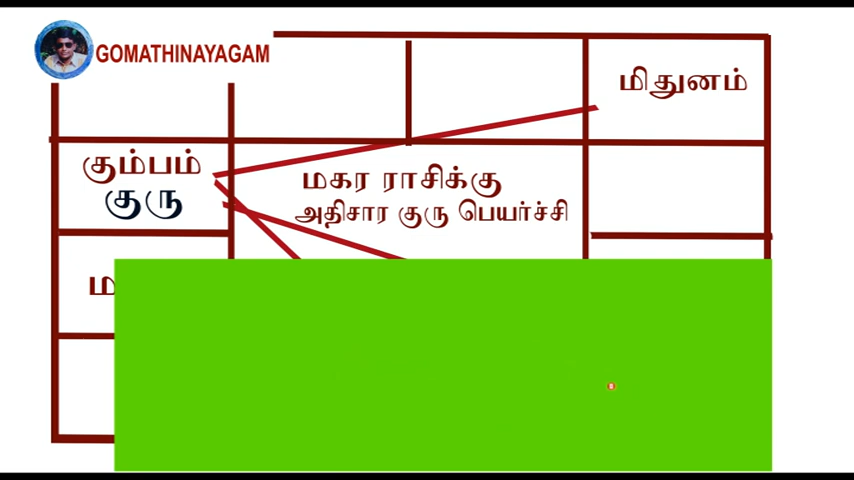 GOMATHINAYAGAM
மிதுனம்
கும்பம்
குரு
மகர ராசிக்கு
அதிசார குரு பெயர்ச்சி
ம